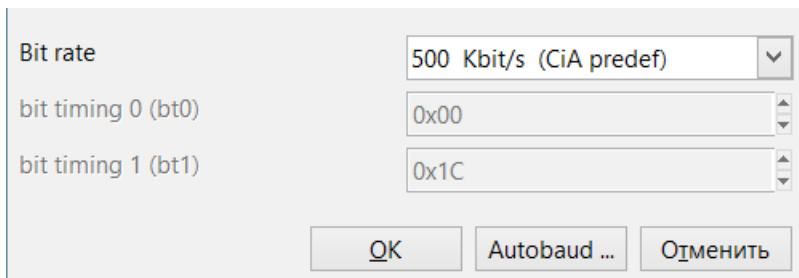 Bit rate 500 Kbit/s (CiA predef)
bit timing 0 (bt0) 0x00
bit timing 1 (bt1) 0x1C
OK Autobaud ... Отменить